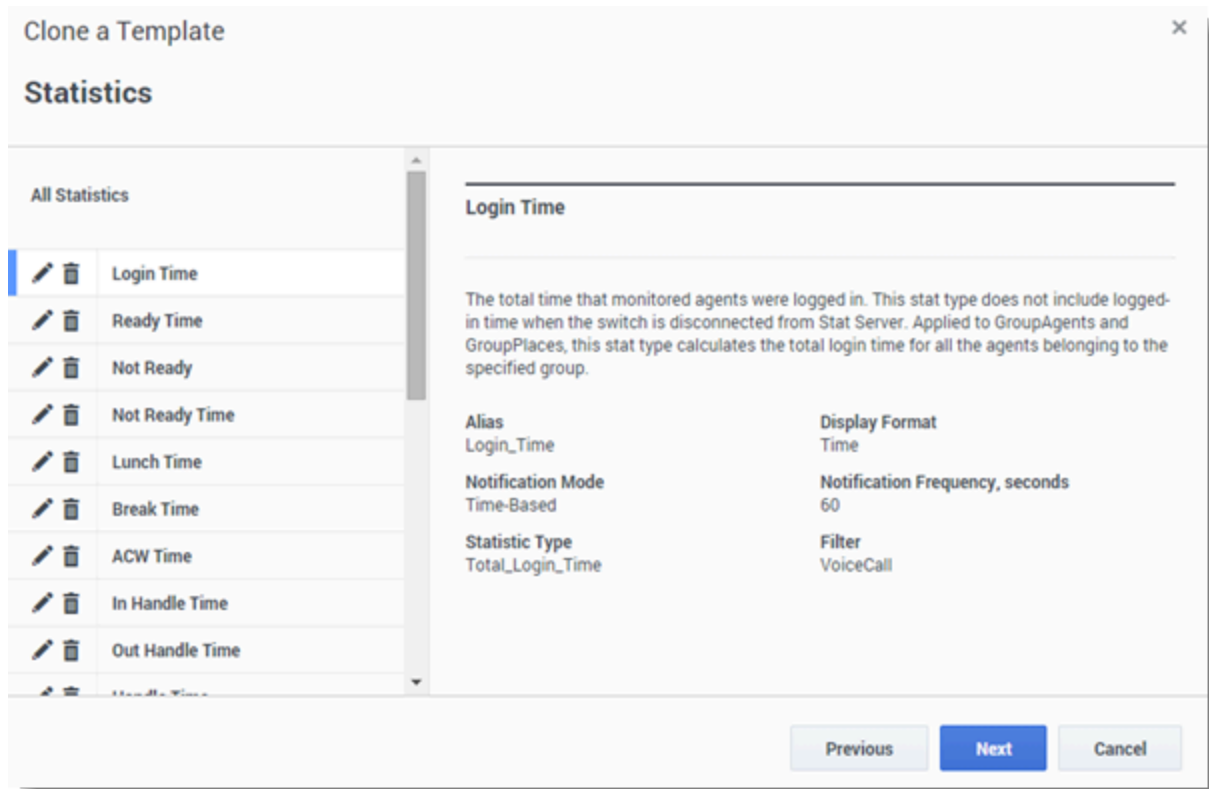 Clone a Template
Statistics
All Statistics
Login Time
Ready Time
Not Ready
Not Ready Time
Lunch Time
Break Time
ACW Time
In Handle Time
Out Handle Time
Handle Time
Login Time
The total time that monitored agents were logged in. This stat type does not include logged-
in time when the switch is disconnected from Stat Server. Applied to GroupAgents and
GroupPlaces, this stat type calculates the total login time for all the agents belonging to the
specified group.
Alias
Login_Time
Display Format
Time
Notification Mode
Time-Based
Notification Frequency, seconds
60
Statistic Type
Total_Login_Time
Filter
VoiceCall
Previous
Next
Cancel